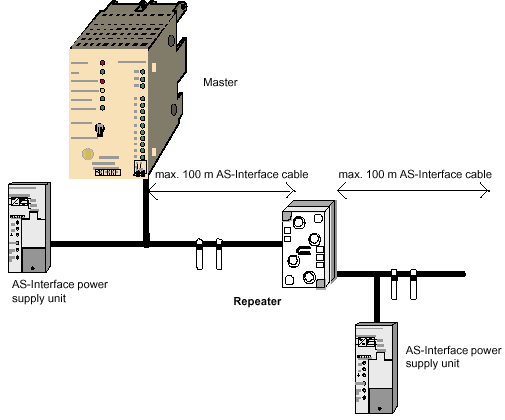 Master
max. 100 m AS-Interface cable
max. 100 m AS-Interface cable
AS-Interface power
supply unit
Repeater
AS-Interface power
supply unit